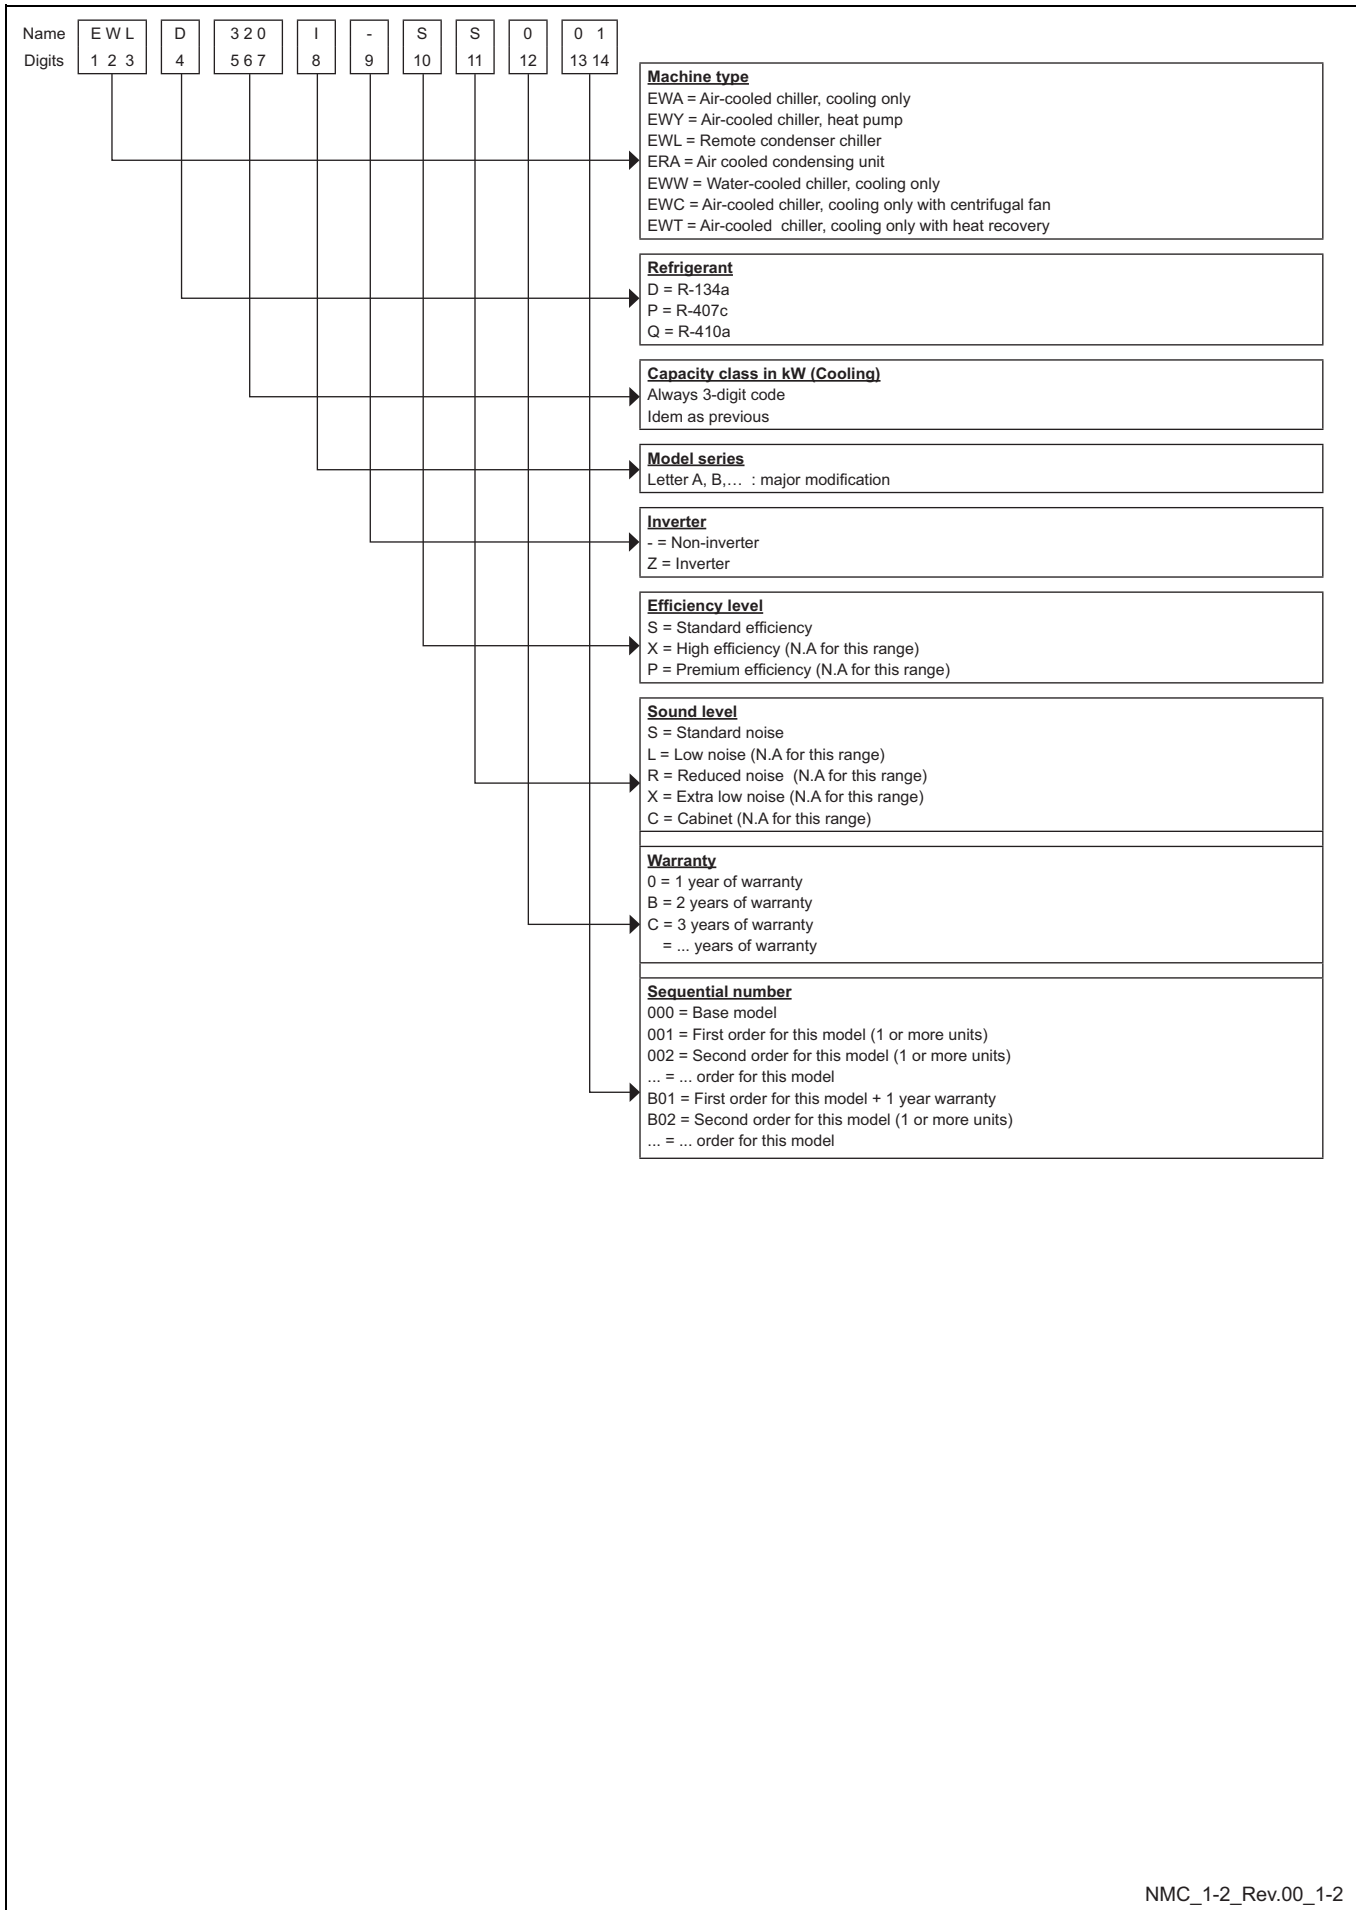 Name E W L D 3 2 0 I - S S 0 0 1
Digits 1 2 3 4 5 6 7 8 9 10 11 12 13 14
Machine type
EWA = Air-cooled chiller, cooling only
EWY = Air-cooled chiller, heat pump
EWL = Remote condenser chiller
ERA = Air cooled condensing unit
EWW = Water-cooled chiller, cooling only
EWC = Air-cooled chiller, cooling only with centrifugal fan
EWT = Air-cooled chiller, cooling only with heat recovery
Refrigerant
D = R-134a
P = R-407c
Q = R-410a
Capacity class in kW (Cooling)
Always 3-digit code
Idem as previous
Model series
Letter A, B,… : major modification
Inverter
- = Non-inverter
Z = Inverter
Efficiency level
S = Standard efficiency
X = High efficiency (N.A for this range)
P = Premium efficiency (N.A for this range)
Sound level
S = Standard noise
L = Low noise (N.A for this range)
R = Reduced noise (N.A for this range)
X = Extra low noise (N.A for this range)
C = Cabinet (N.A for this range)
Warranty
0 = 1 year of warranty
B = 2 years of warranty
C = 3 years of warranty
= ... years of warranty
Sequential number
000 = Base model
001 = First order for this model (1 or more units)
002 = Second order for this model (1 or more units)
... = ... order for this model
B01 = First order for this model + 1 year warranty
B02 = Second order for this model (1 or more units)
... = ... order for this model
NMC_1-2_Rev.00_1-2